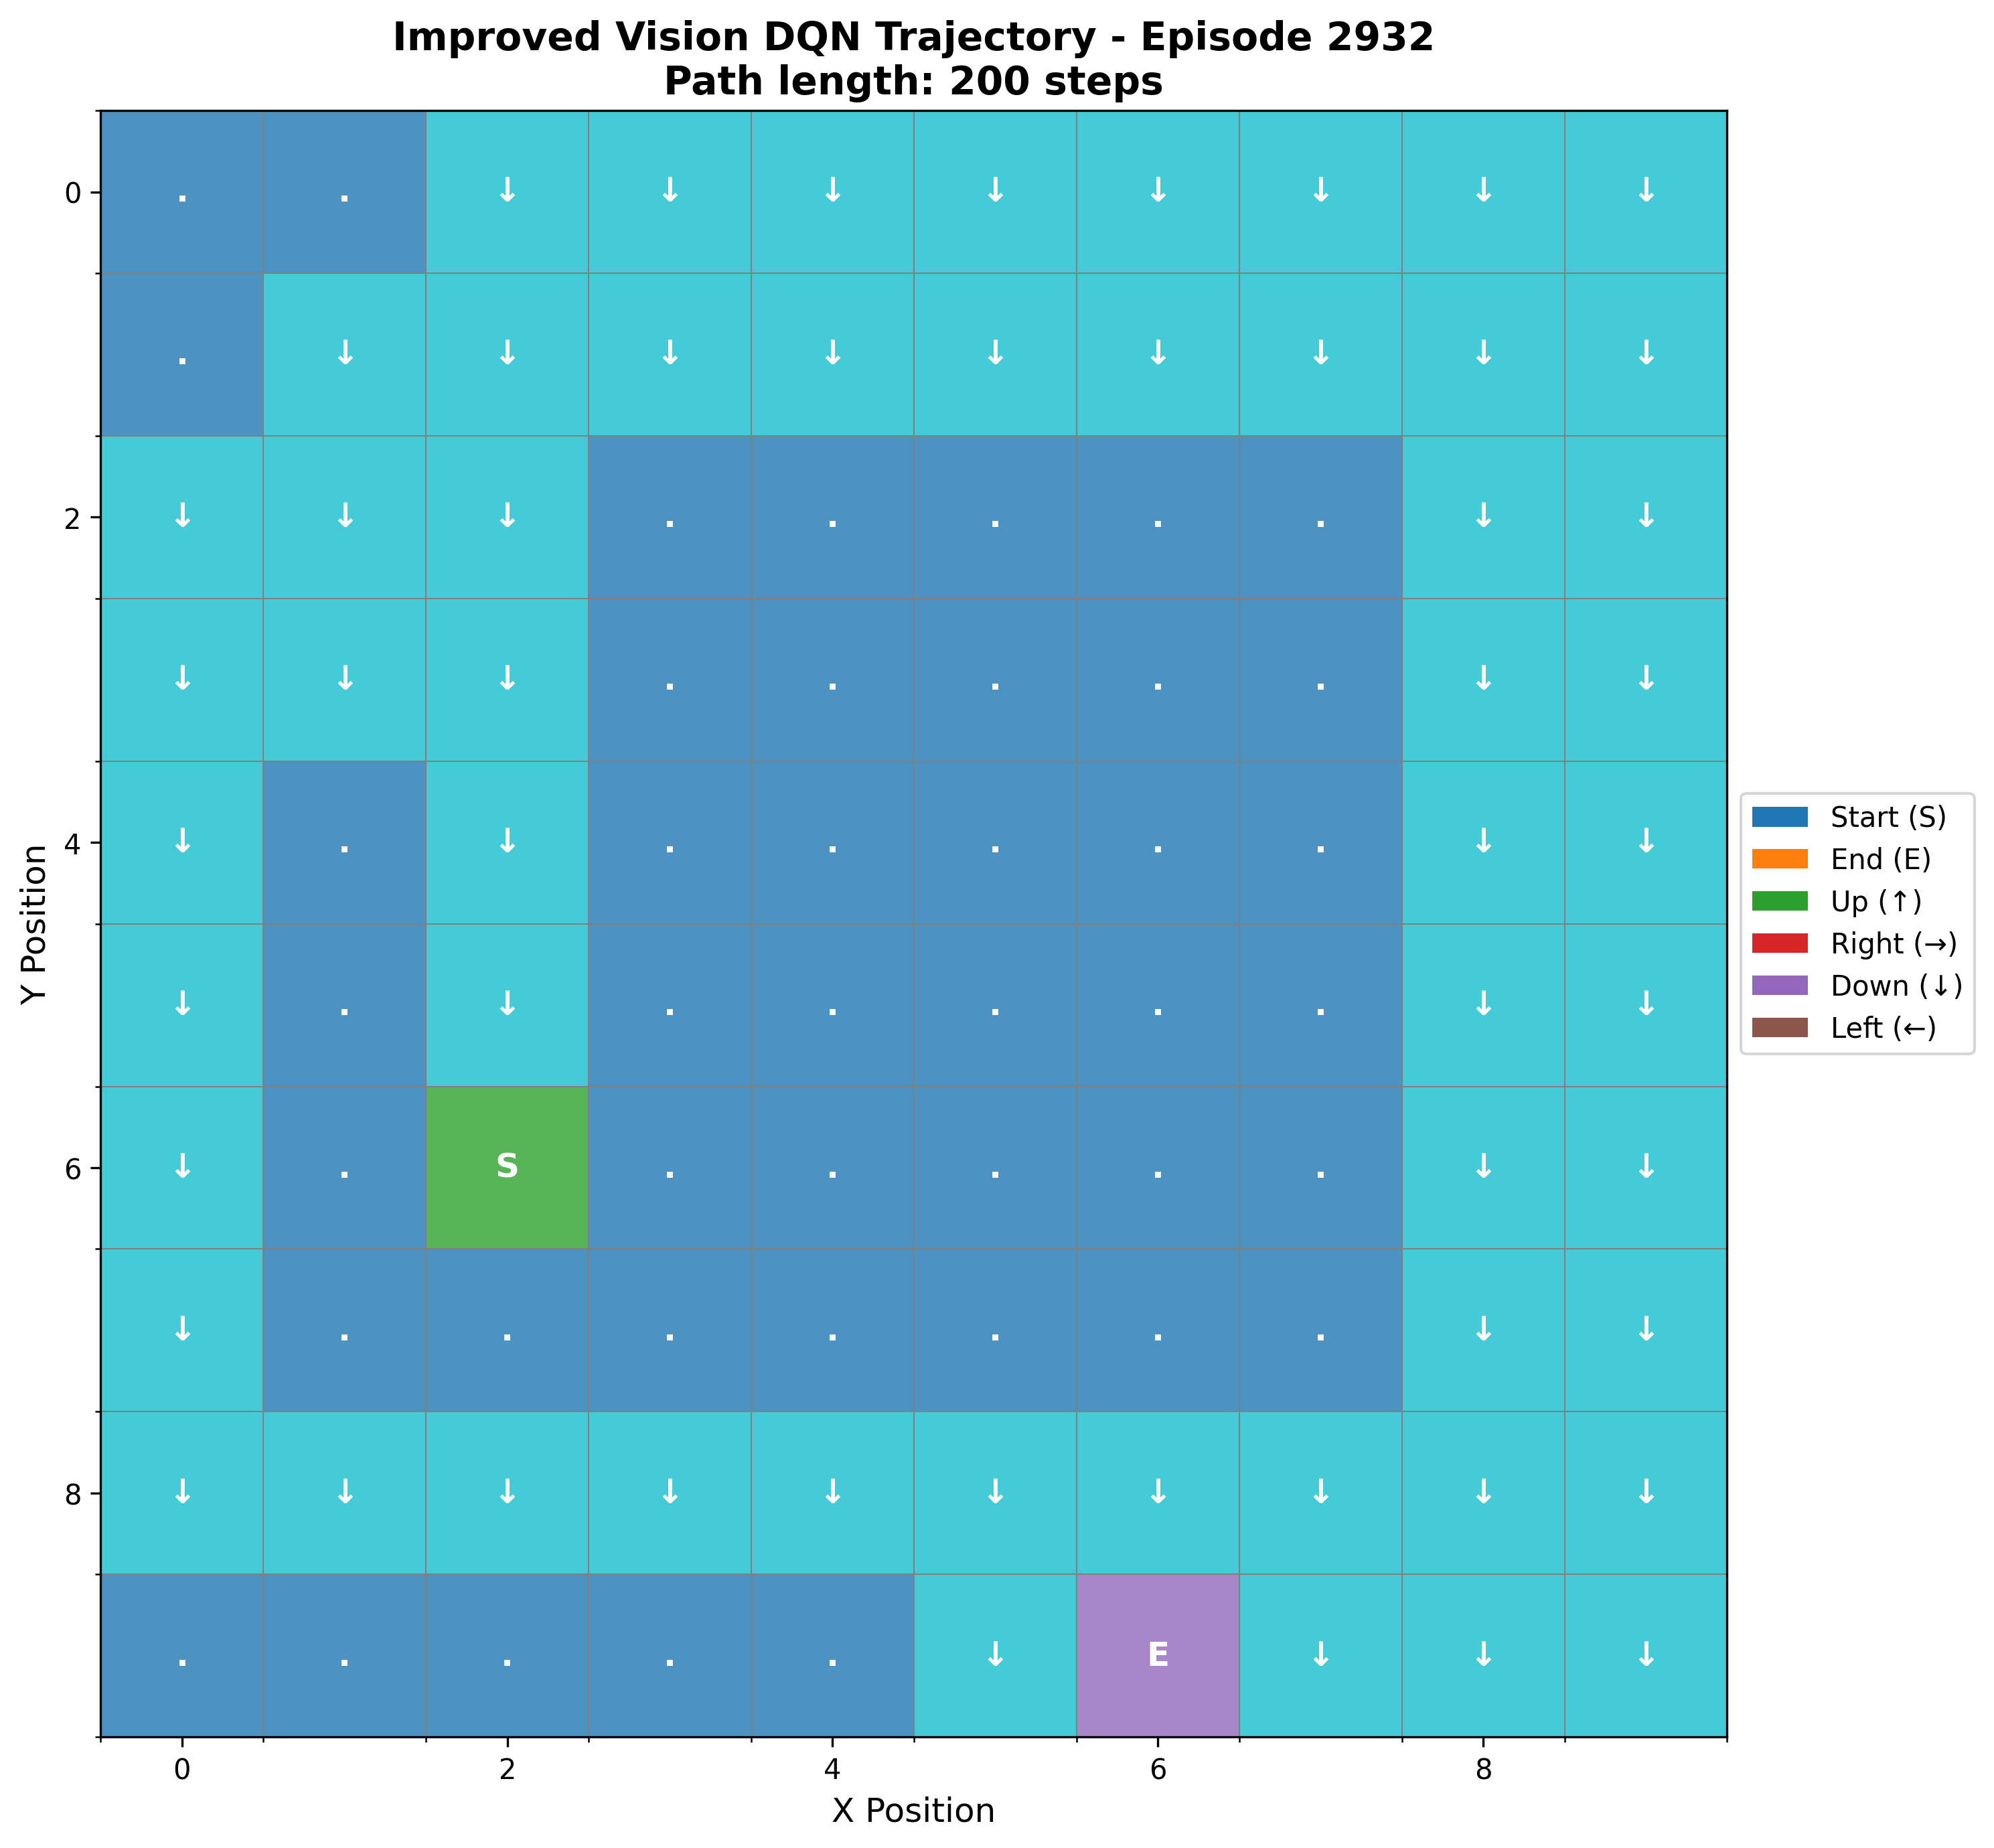 Improved Vision DQN Trajectory - Episode 2932
Path length: 200 steps
0 . . ↓ ↓ ↓ ↓ ↓ ↓ ↓ ↓
. ↓ ↓ ↓ ↓ ↓ ↓ ↓ ↓ ↓
2 ↓ ↓ ↓ . . . . . ↓ ↓
↓ ↓ ↓ . . . . . ↓ ↓
4 ↓ . ↓ . . . . . ↓ ↓
↓ . ↓ . . . . . ↓ ↓
6 ↓ . S . . . . . ↓ ↓
↓ . . . . . . . ↓ ↓
8 ↓ ↓ ↓ ↓ ↓ ↓ ↓ ↓ ↓ ↓
. . . . . ↓ E ↓ ↓ ↓
0 2 4 6 8
X Position
Y Position
Start (S)
End (E)
Up (↑)
Right (→)
Down (↓)
Left (←)